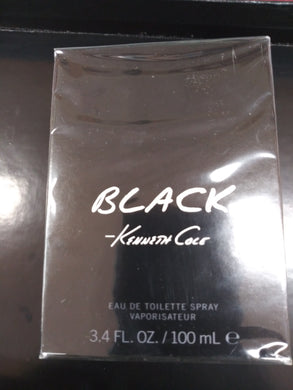 BLACK
-KENNETH COLE
EAU DE TOILETTE SPRAY
VAPORISATEUR
3.4 FL. OZ. / 100 mL ℮